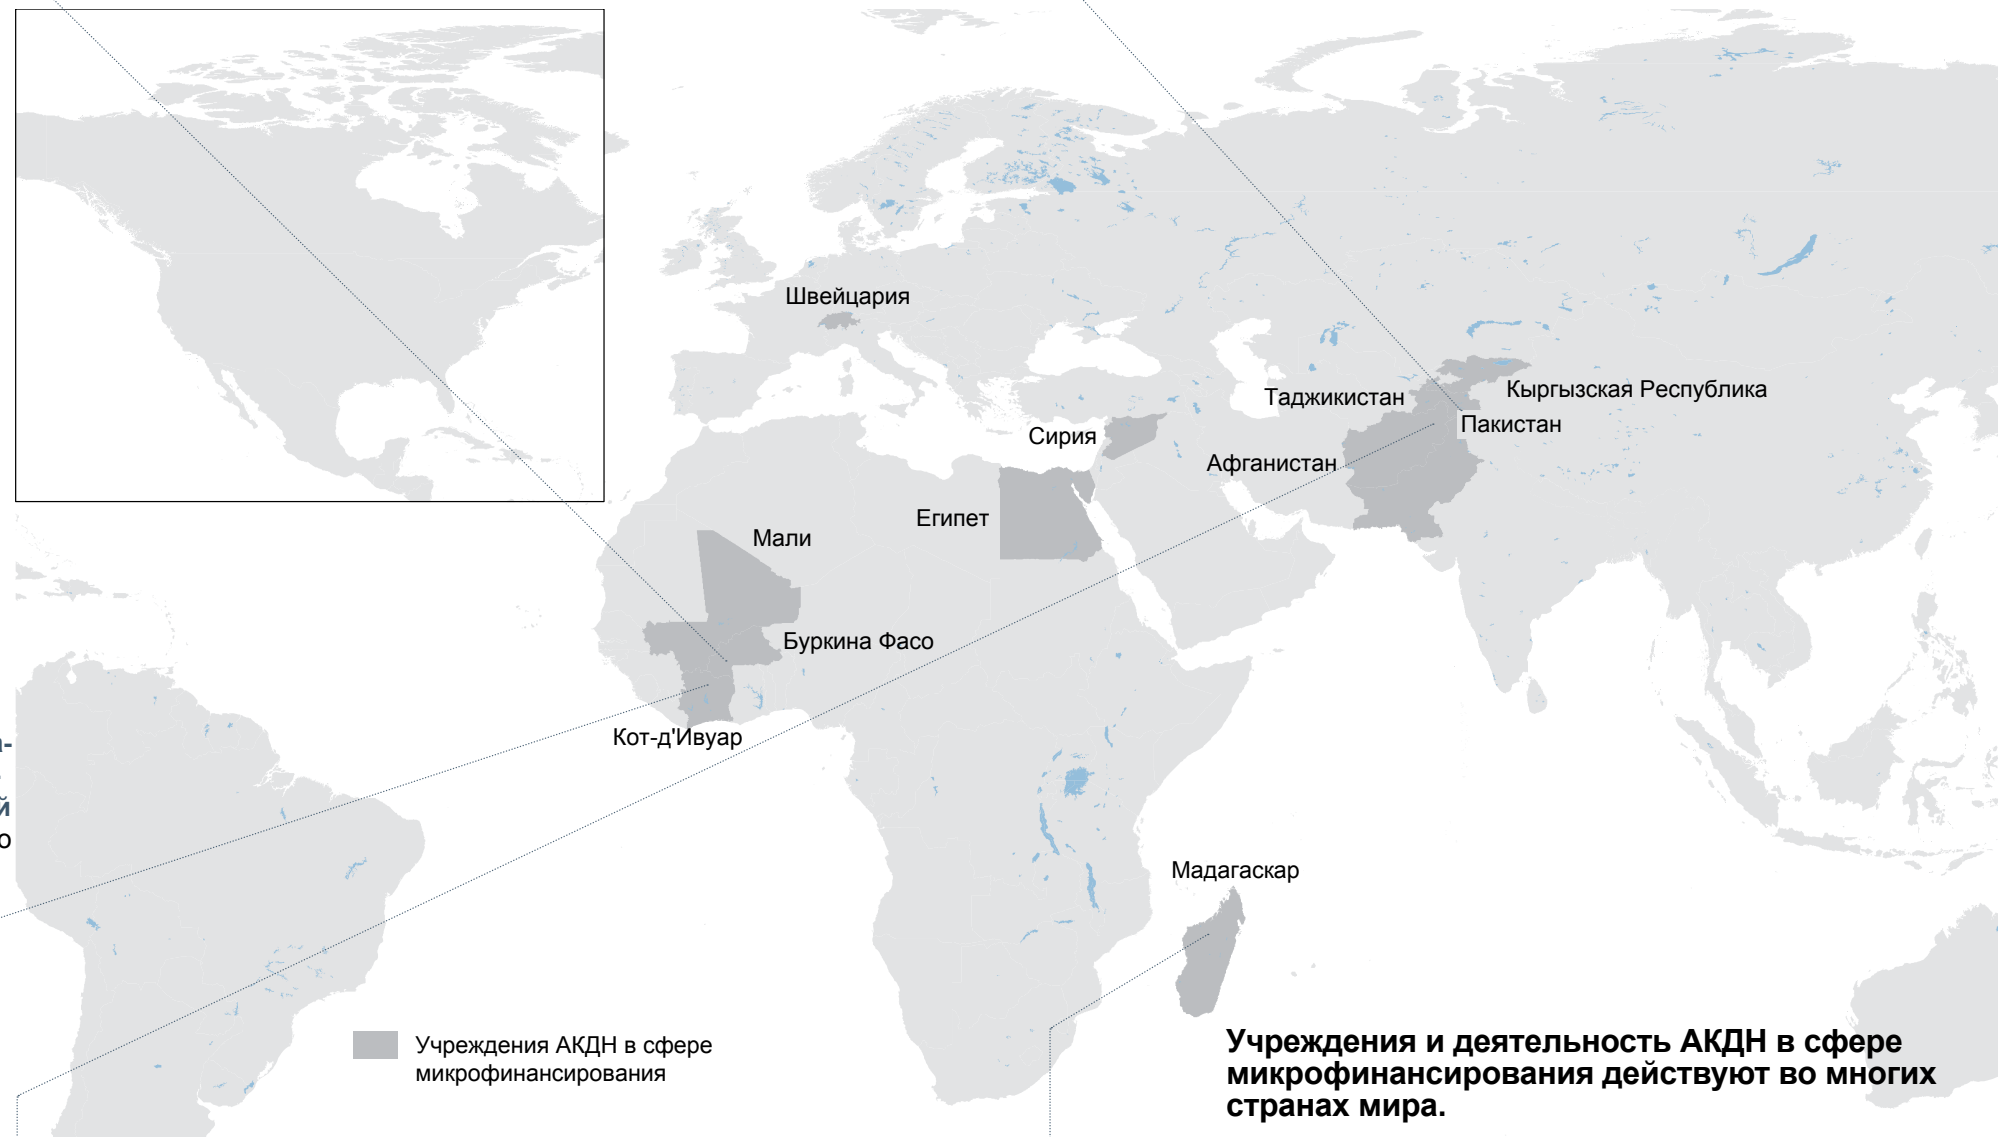 Швейцария
Таджикистан
Кыргызская Республика
Пакистан
Сирия
Афганистан
Египет
Мали
Буркина Фасо
Кот-д'Ивуар
а-
й
о
Мадагаскар
Учреждения АКДН в сфере
микрофинансирования
Учреждения и деятельность АКДН в сфере
микрофинансирования действуют во многих
странах мира.